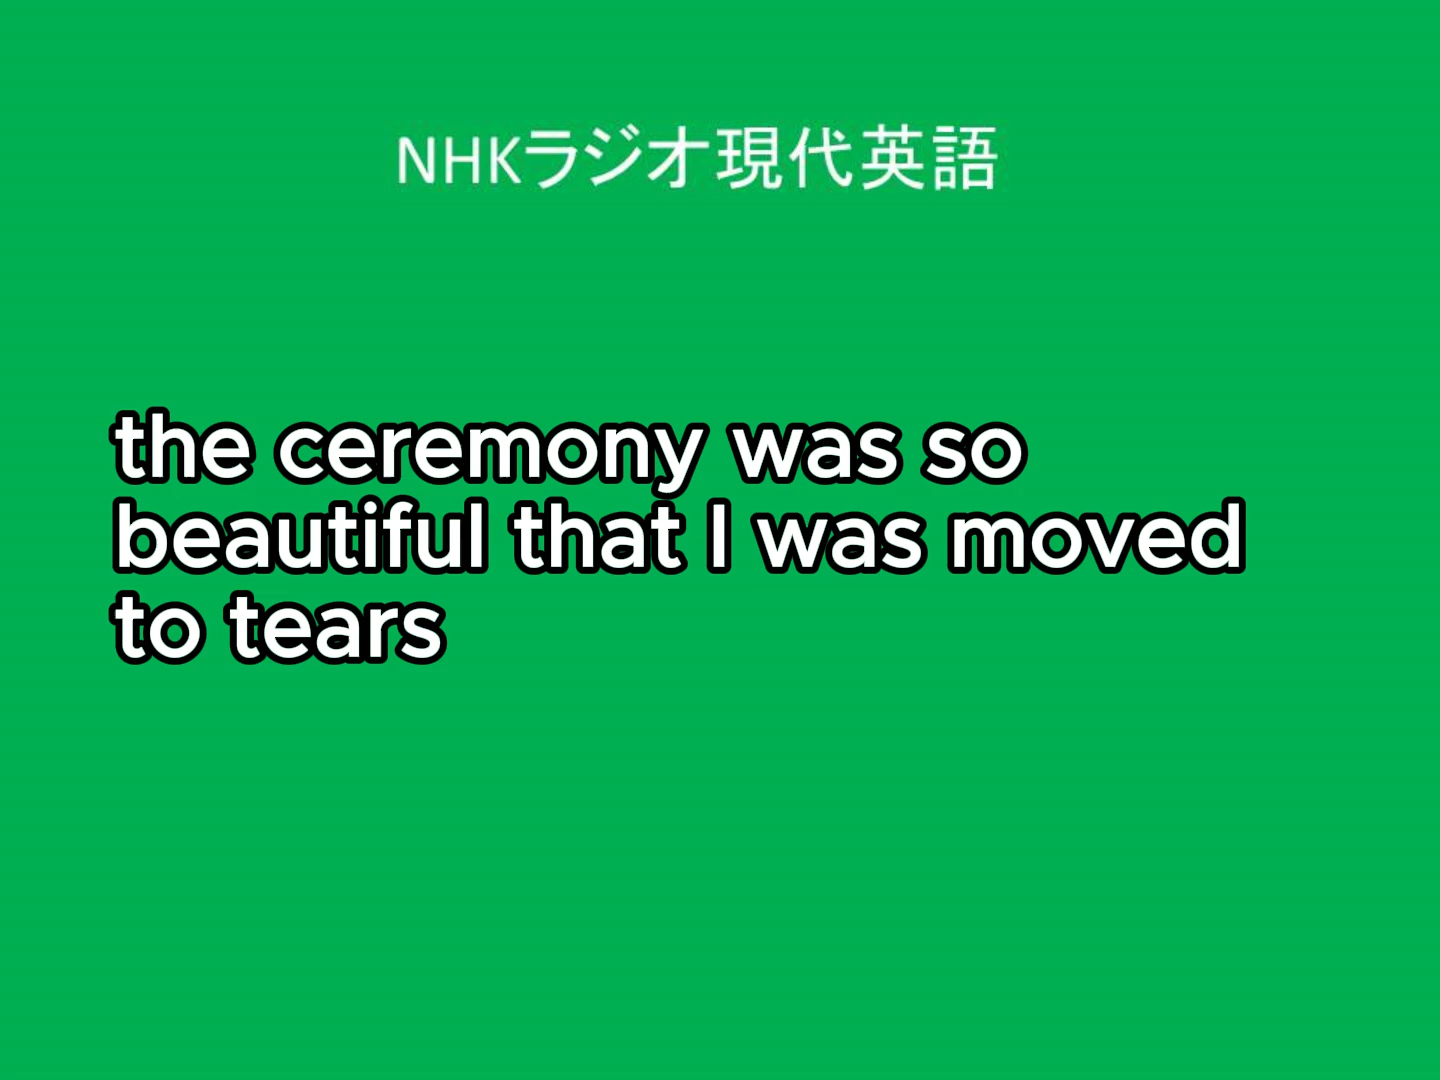 NHKラジオ現代英語
the ceremony was so
beautiful that I was moved
to tears